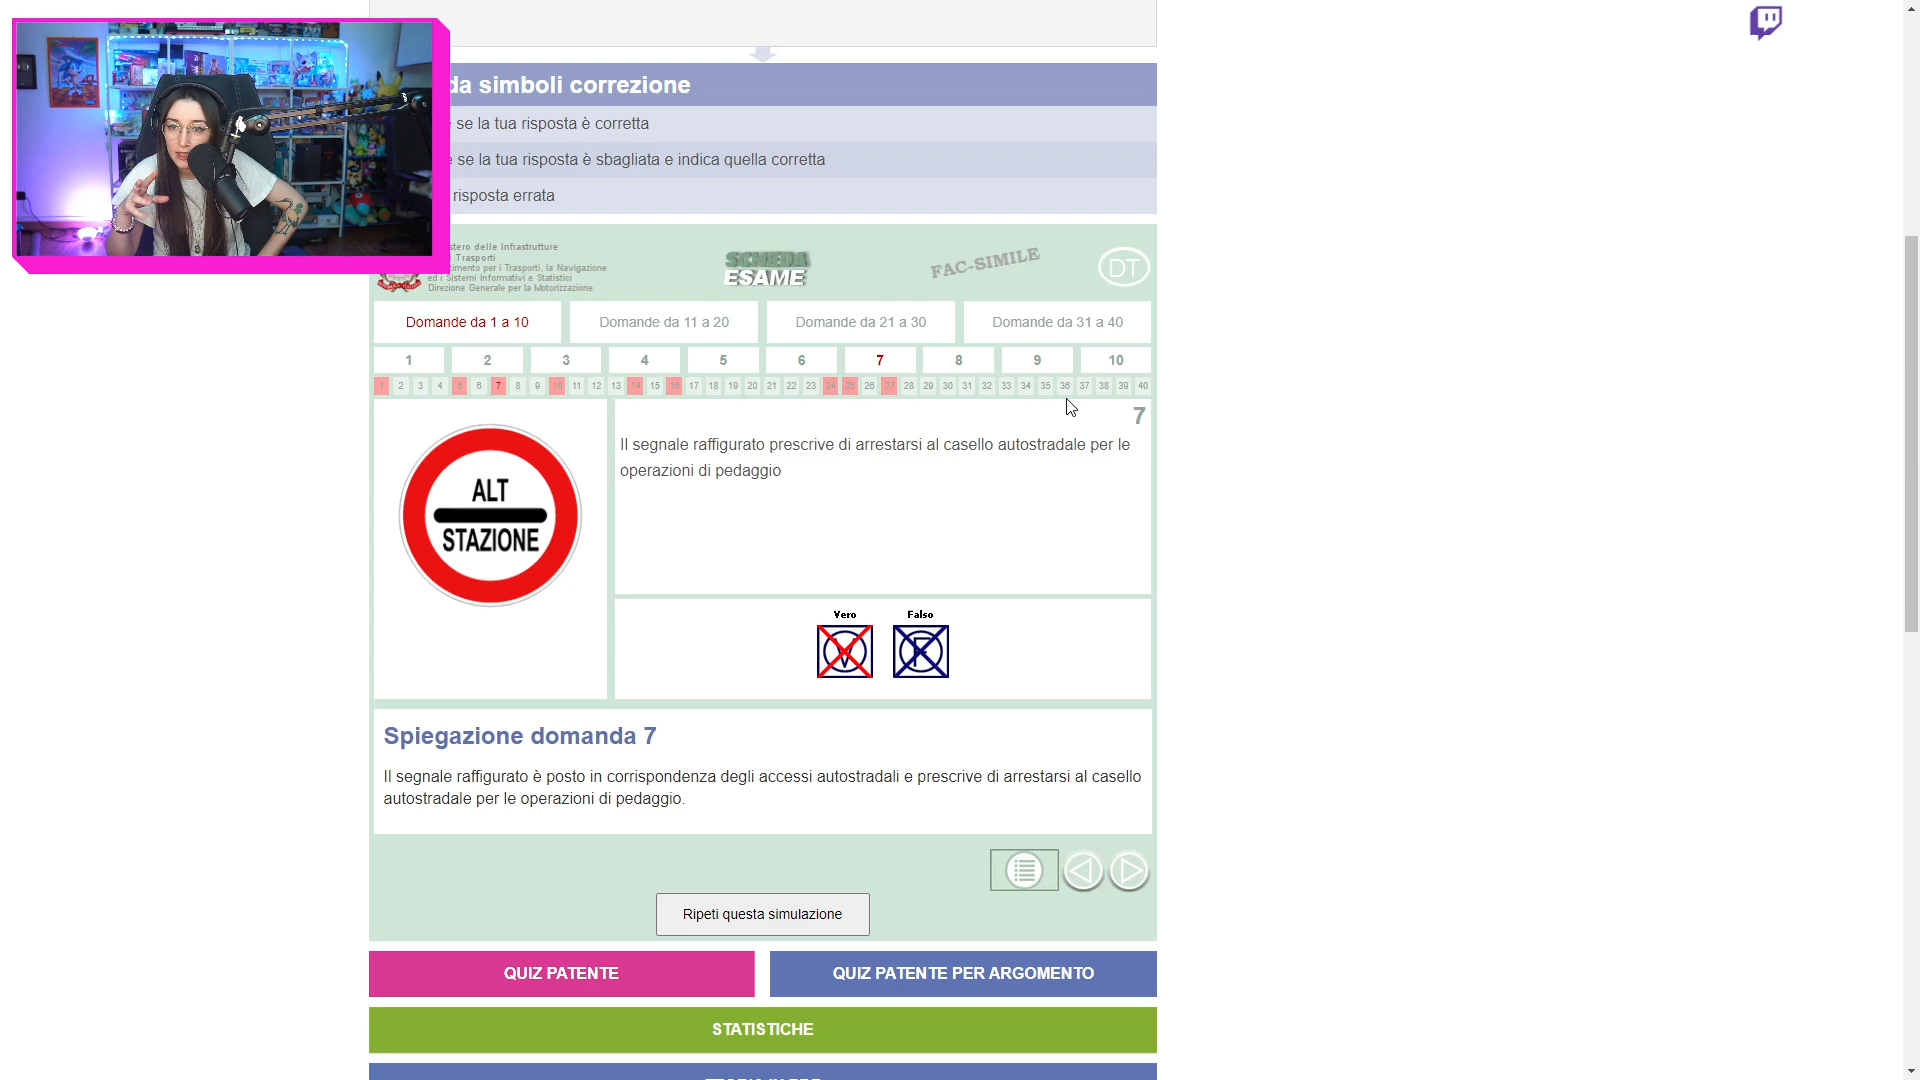 da simboli correzione
se la tua risposta è corretta
se la tua risposta è sbagliata e indica quella corretta
risposta errata
stero delle Infrastrutture
Trasporti
timento per i Trasporti, la Navigazione
ed i Sistemi Informativi e Statistici
Direzione Generale per la Motorizzazione
SCHEDA
ESAME
FAC-SIMILE
DT
Domande da 1 a 10
Domande da 11 a 20
Domande da 21 a 30
Domande da 31 a 40
1 2 3 4 5 6 7 8 9 10
1 2 3 4 5 6 7 8 9 10 11 12 13 14 15 16 17 18 19 20 21 22 23 24 25 26 27 28 29 30 31 32 33 34 35 36 37 38 39 40
7
Il segnale raffigurato prescrive di arrestarsi al casello autostradale per le
operazioni di pedaggio
ALT
STAZIONE
Vero Falso
V F
Spiegazione domanda 7
Il segnale raffigurato è posto in corrispondenza degli accessi autostradali e prescrive di arrestarsi al casello
autostradale per le operazioni di pedaggio.
Ripeti questa simulazione
QUIZ PATENTE
QUIZ PATENTE PER ARGOMENTO
STATISTICHE